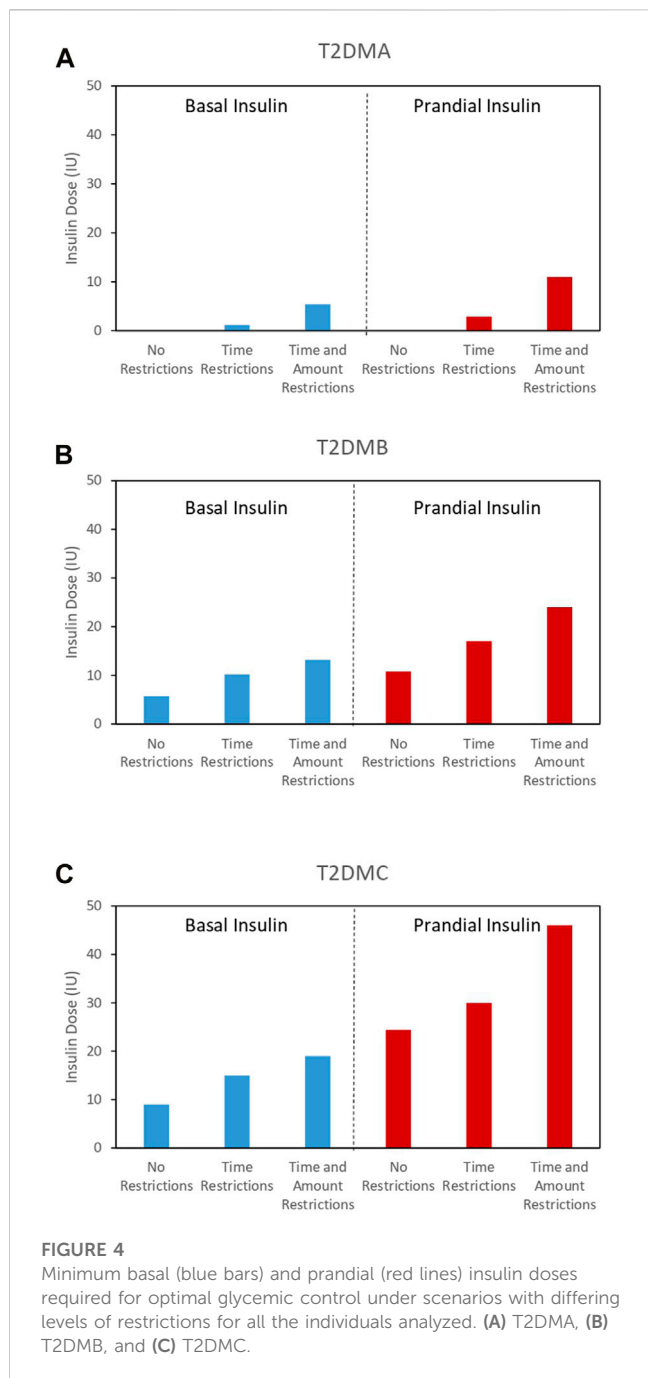 A
T2DMA
50
40
30
20
10
0
Insulin Dose (IU)
Basal Insulin
Prandial Insulin
No
Restrictions
Time
Restrictions
Time and
Amount
Restrictions
No
Restrictions
Time
Restrictions
Time and
Amount
Restrictions
B
T2DMB
50
40
30
20
10
0
Insulin Dose (IU)
Basal Insulin
Prandial Insulin
No
Restrictions
Time
Restrictions
Time and
Amount
Restrictions
No
Restrictions
Time
Restrictions
Time and
Amount
Restrictions
C
T2DMC
50
40
30
20
10
0
Insulin Dose (IU)
Basal Insulin
Prandial Insulin
No
Restrictions
Time
Restrictions
Time and
Amount
Restrictions
No
Restrictions
Time
Restrictions
Time and
Amount
Restrictions
FIGURE 4
Minimum basal (blue bars) and prandial (red lines) insulin doses
required for optimal glycemic control under scenarios with differing
levels of restrictions for all the individuals analyzed. (A) T2DMA, (B)
T2DMB, and (C) T2DMC.